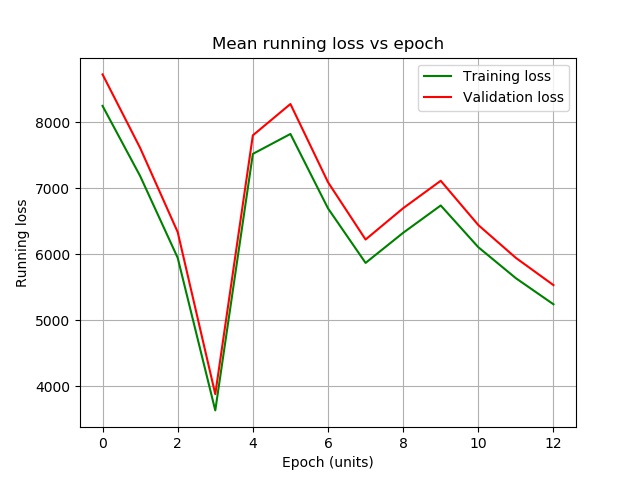 Mean running loss vs epoch
Training loss
Validation loss
8000
7000
6000
5000
4000
Running loss
0 2 4 6 8 10 12
Epoch (units)